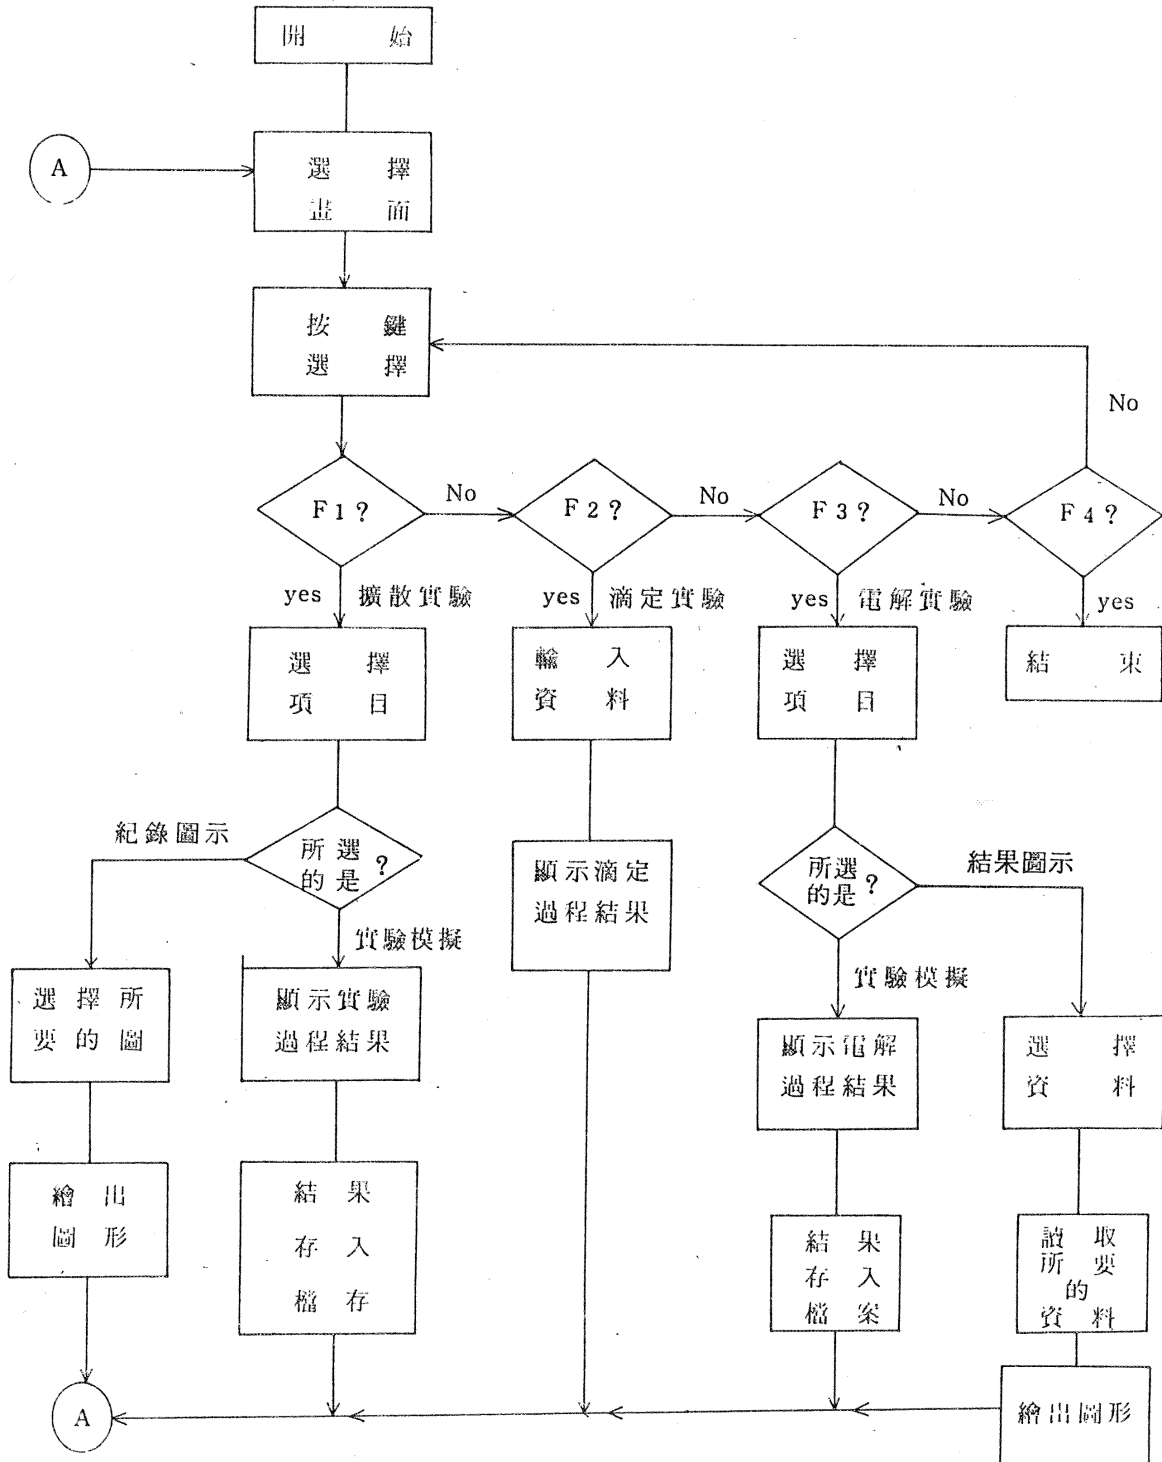 開 始
A
選 擇
畫 面
按 鍵
選 擇
No
F1?
No
F2?
No
F3?
No
F4?
yes
擴散實驗
yes
滴定實驗
yes
電解實驗
yes
選 擇
項 目
輸 入
資 料
選 擇
項 目
結 束
紀錄圖示
所選
的是?
實驗模擬
顯示滴定
過程結果
所選
的是?
結果圖示
實驗模擬
選擇所
要的圖
顯示實驗
過程結果
顯示電解
過程結果
選 擇
資 料
繪 出
圖 形
結 果
存 入
檔 存
結 果
存 入
檔 案
讀 取
所 要
的
資 料
A
繪出圖形